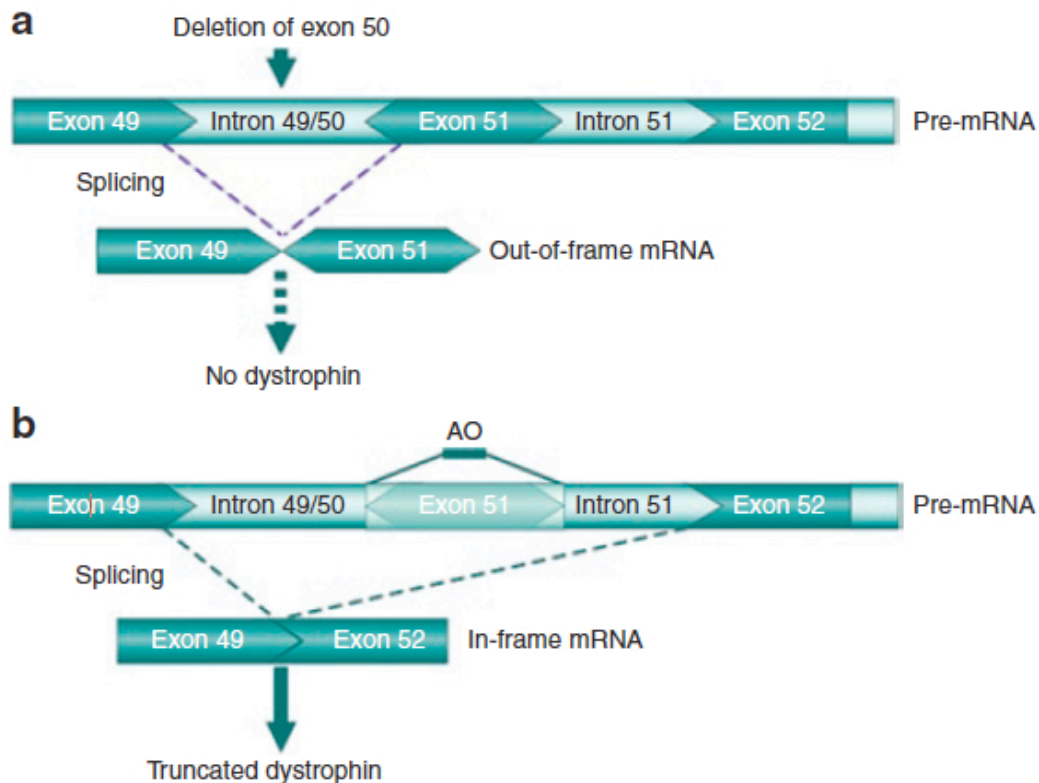 a
Deletion of exon 50
Exon 49 Intron 49/50 Exon 51 Intron 51 Exon 52 Pre-mRNA
Splicing
Exon 49 Exon 51 Out-of-frame mRNA
No dystrophin
b
AO
Exon 49 Intron 49/50 Exon 51 Intron 51 Exon 52 Pre-mRNA
Splicing
Exon 49 Exon 52 In-frame mRNA
Truncated dystrophin